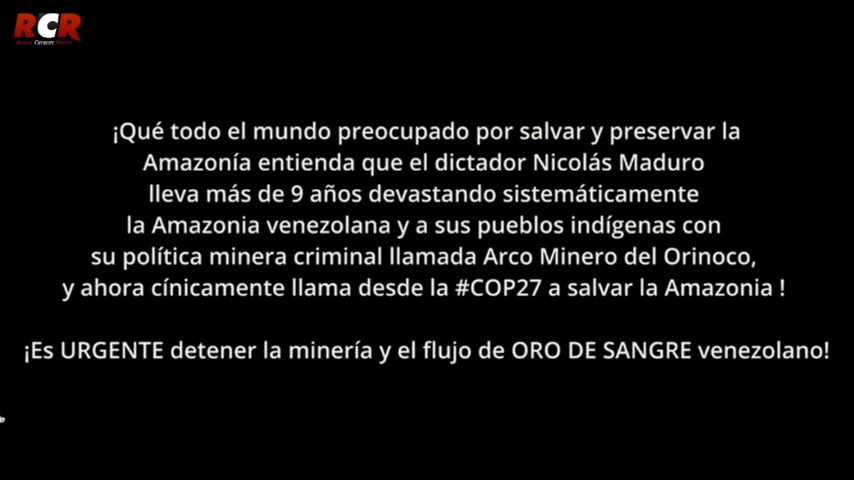 RCR
Radio Caracas Radio
¡Qué todo el mundo preocupado por salvar y preservar la
Amazonía entienda que el dictador Nicolás Maduro
lleva más de 9 años devastando sistemáticamente
la Amazonia venezolana y a sus pueblos indígenas con
su política minera criminal llamada Arco Minero del Orinoco,
y ahora cínicamente llama desde la #COP27 a salvar la Amazonia !
¡Es URGENTE detener la minería y el flujo de ORO DE SANGRE venezolano!